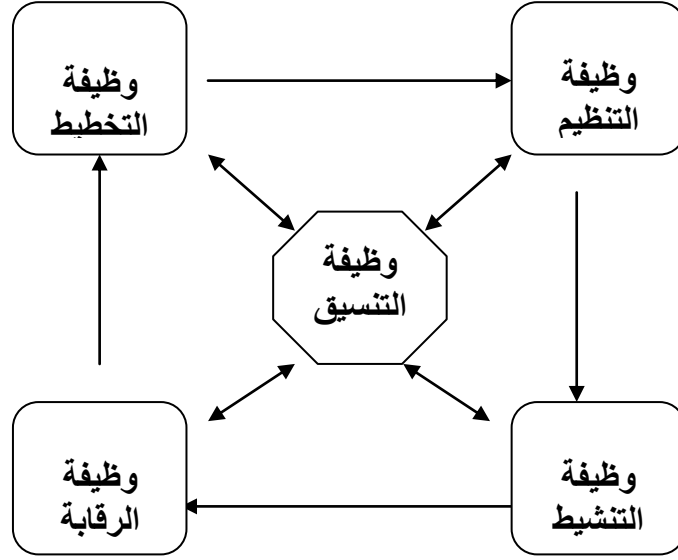 وظيفة
التنظيم
وظيفة
التخطيط
وظيفة
التنسيق
وظيفة
التنشيط
وظيفة
الرقابة